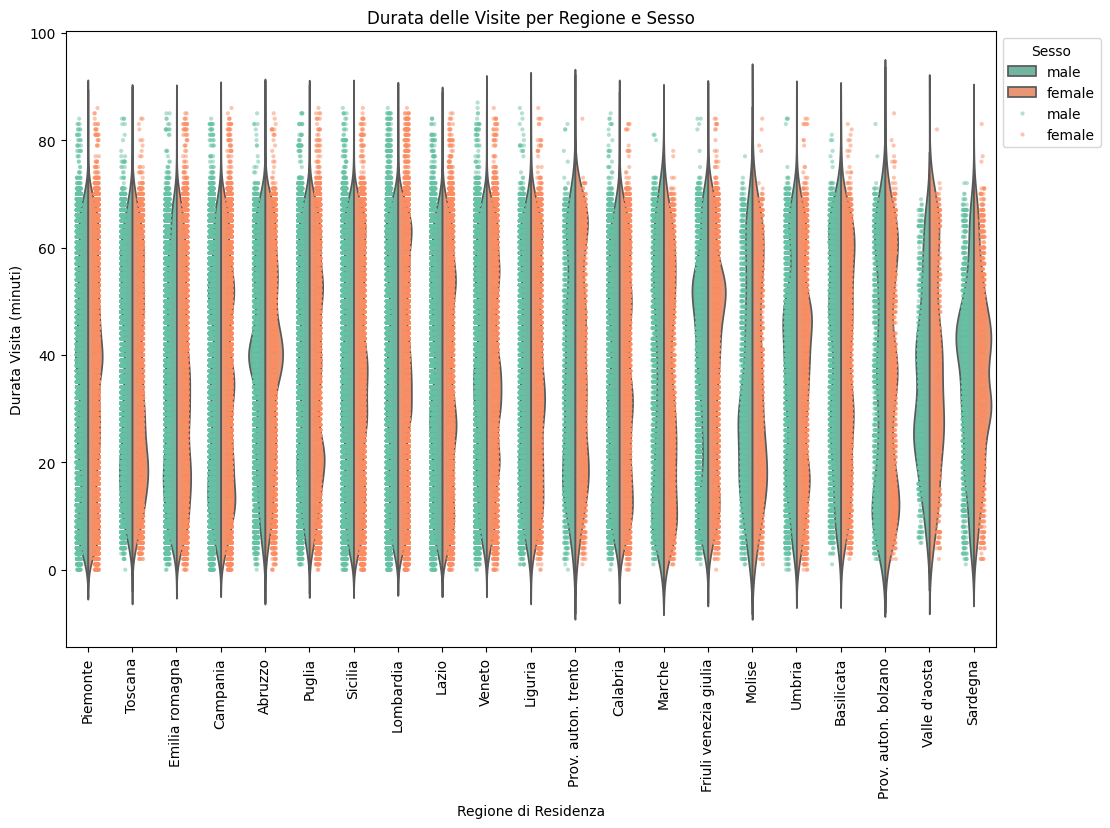 Durata delle Visite per Regione e Sesso
100
80
60
40
20
0
Durata Visita (minuti)
Piemonte
Toscana
Emilia romagna
Campania
Abruzzo
Puglia
Sicilia
Lombardia
Lazio
Veneto
Liguria
Prov. auton. trento
Calabria
Marche
Friuli venezia giulia
Molise
Umbria
Basilicata
Prov. auton. bolzano
Valle d'aosta
Sardegna
Regione di Residenza
Sesso
male
female
male
female